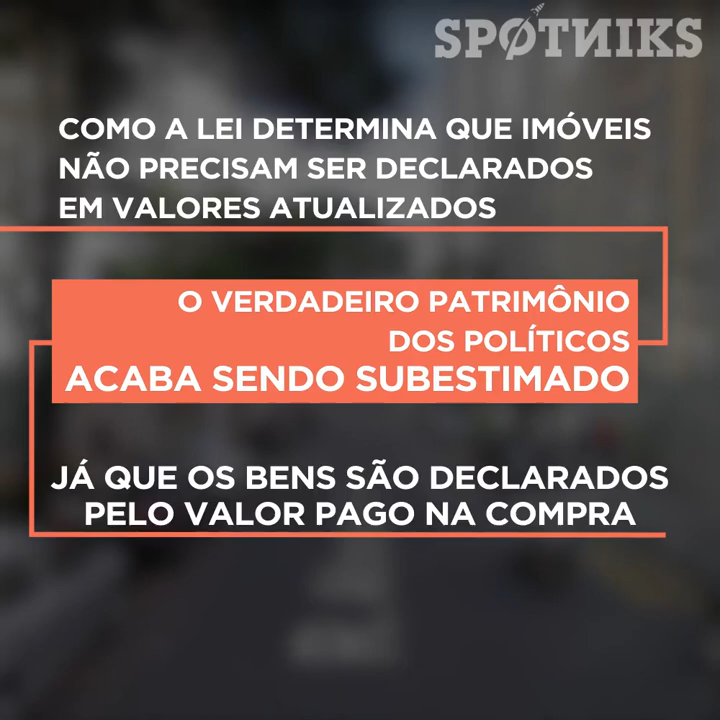 SPØTNIKS
COMO A LEI DETERMINA QUE IMÓVEIS
NÃO PRECISAM SER DECLARADOS
EM VALORES ATUALIZADOS
O VERDADEIRO PATRIMÔNIO
DOS POLÍTICOS
ACABA SENDO SUBESTIMADO
JÁ QUE OS BENS SÃO DECLARADOS
PELO VALOR PAGO NA COMPRA